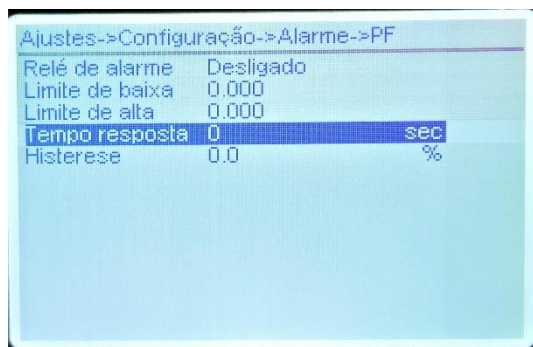 Ajustes->Configuração->Alarme->PF
Relé de alarme Desligado
Limite de baixa 0.000
Limite de alta 0.000
Tempo resposta 0 sec
Histerese 0.0 %